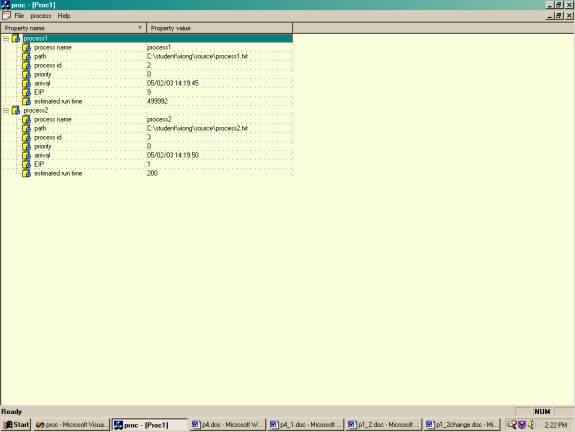 proc - [Proc1]
File process Help
Property name Property value
process1
process name process1
path C:\student\xiong\source\process1.txt
process id 2
priority 0
arrival 05/02/03 14:19:45
EIP 9
estimated run time 499992
process2
process name process2
path C:\student\xiong\source\process2.txt
process id 3
priority 0
arrival 05/02/03 14:19:50
EIP 1
estimated run time 200
Ready NUM
Start proc - Microsoft Visua... proc - [Proc1] p4.doc - Microsoft W... p4_1.doc - Microsoft ... p1_2.doc - Microsoft ... p1_2change.doc - Mi... 2:22 PM